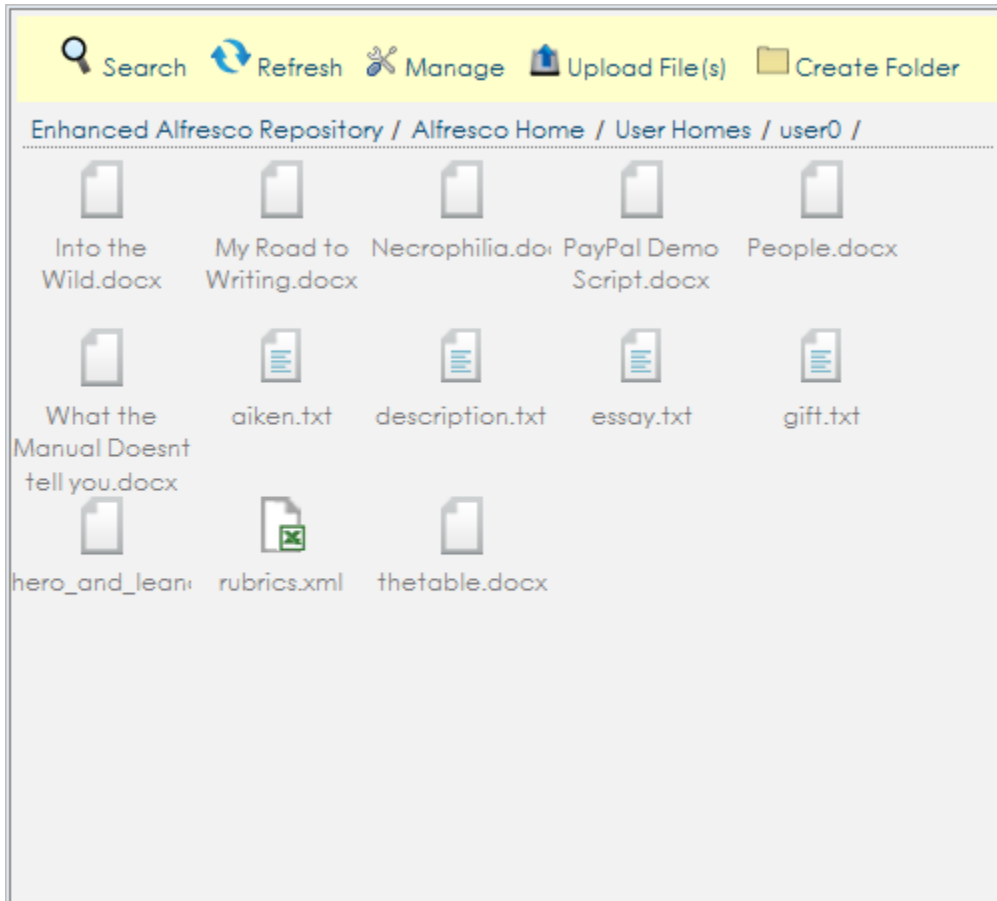 Search Refresh Manage Upload File(s) Create Folder
Enhanced Alfresco Repository / Alfresco Home / User Homes / user0 /
Into the
Wild.docx
My Road to
Writing.docx
Necrophilia.do
PayPal Demo
Script.docx
People.docx
What the
Manual Doesnt
tell you.docx
aiken.txt
description.txt
essay.txt
gift.txt
hero_and_lean
rubrics.xml
thetable.docx